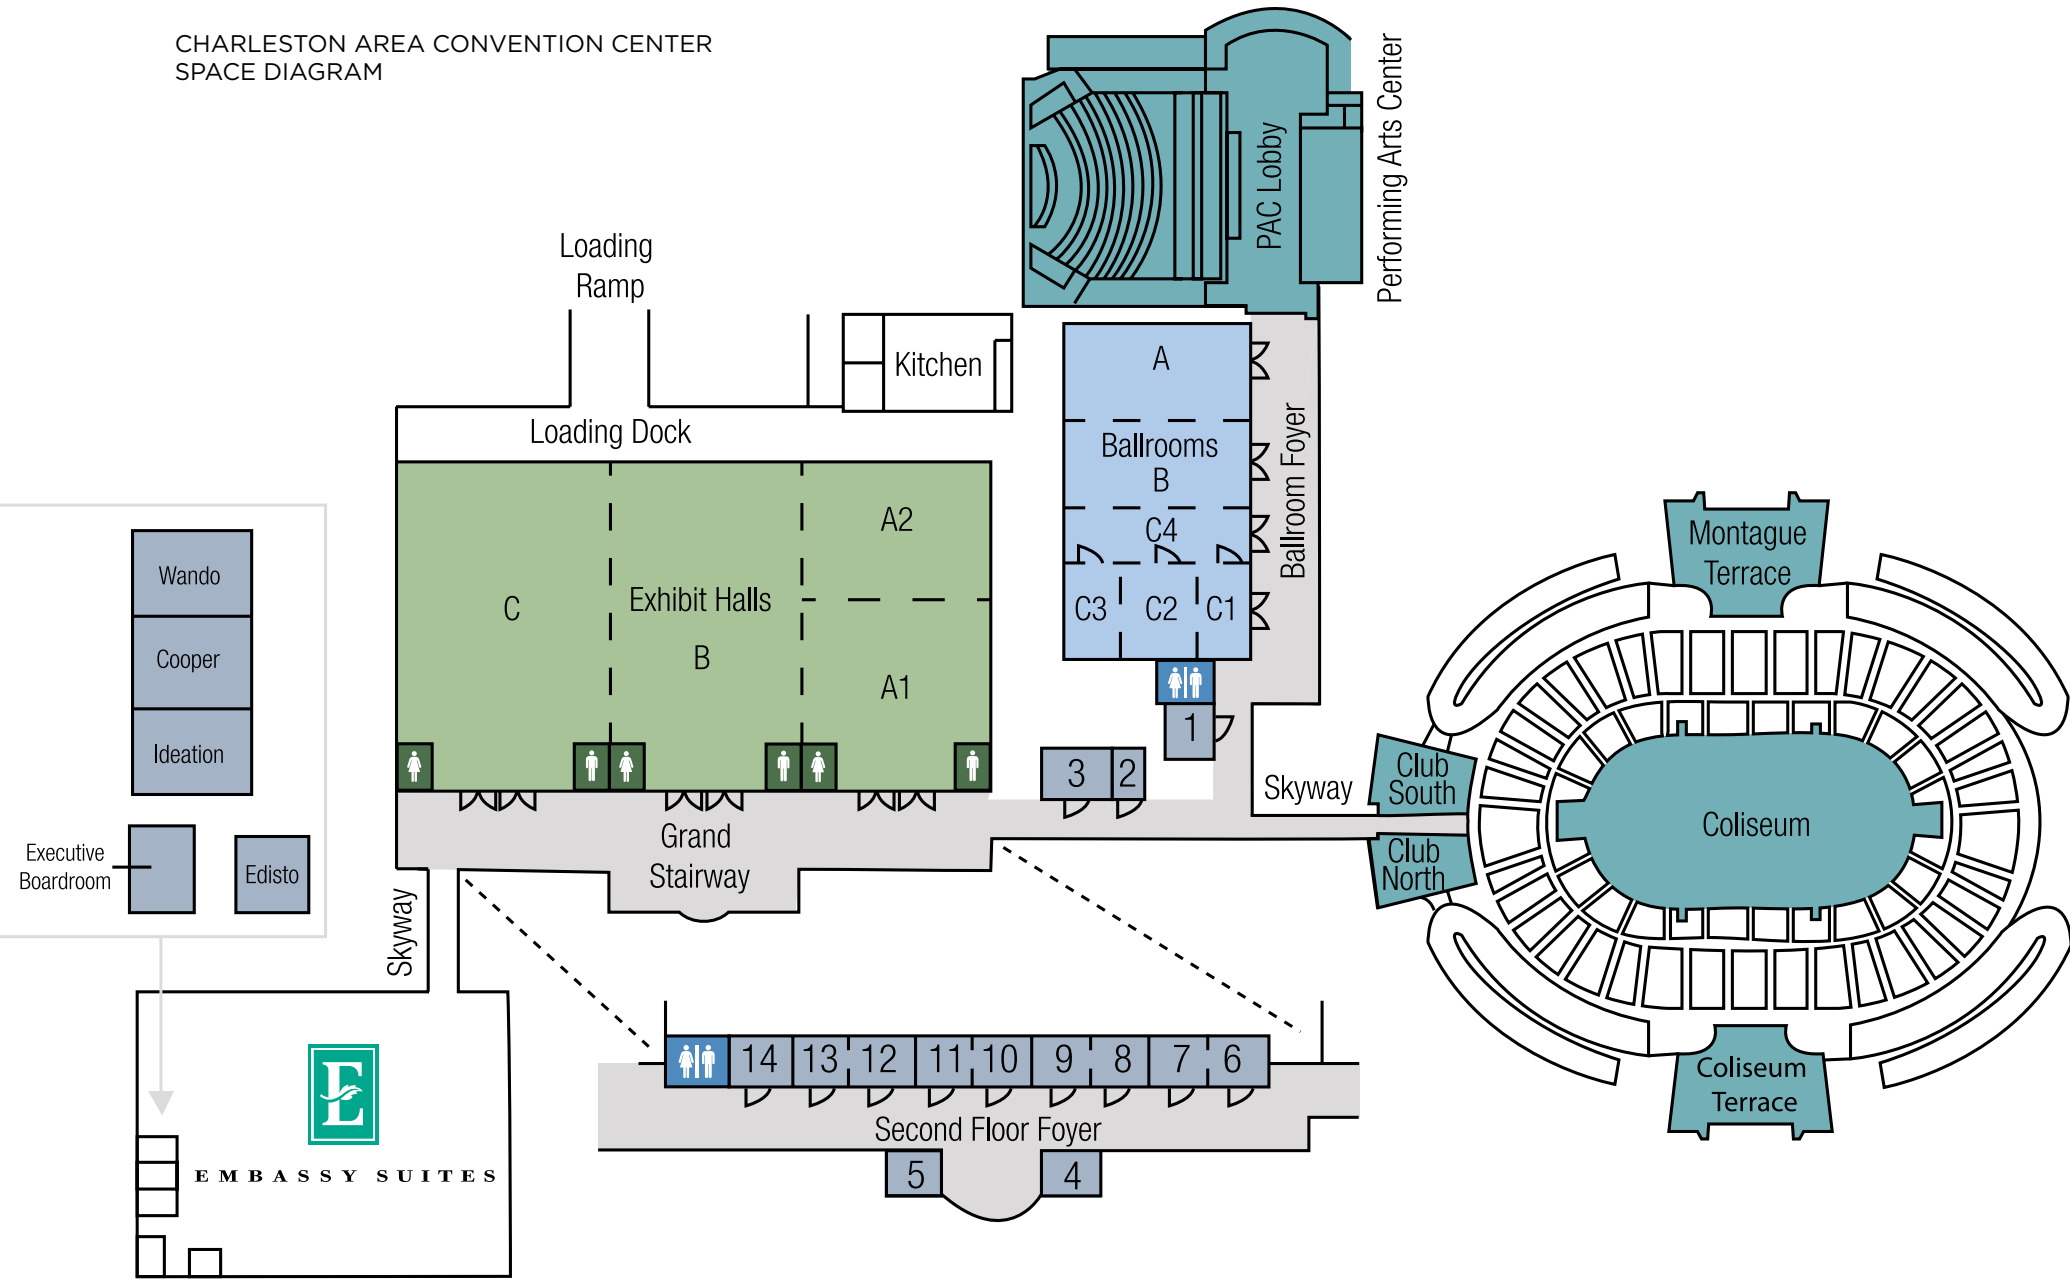 CHARLESTON AREA CONVENTION CENTER
SPACE DIAGRAM
PAC Lobby
Performing Arts Center
Loading
Ramp
Kitchen
Loading Dock
A
Ballrooms
B
C4
C3
C2
C1
Ballroom Foyer
A2
C
Exhibit Halls
B
A1
Wando
Cooper
Ideation
Executive
Boardroom
Edisto
1
3
2
Skyway
Grand
Stairway
Skyway
Montague
Terrace
Club
South
Coliseum
Club
North
Coliseum
Terrace
14
13
12
11
10
9
8
7
6
Second Floor Foyer
5
4
E
EMBASSY SUITES